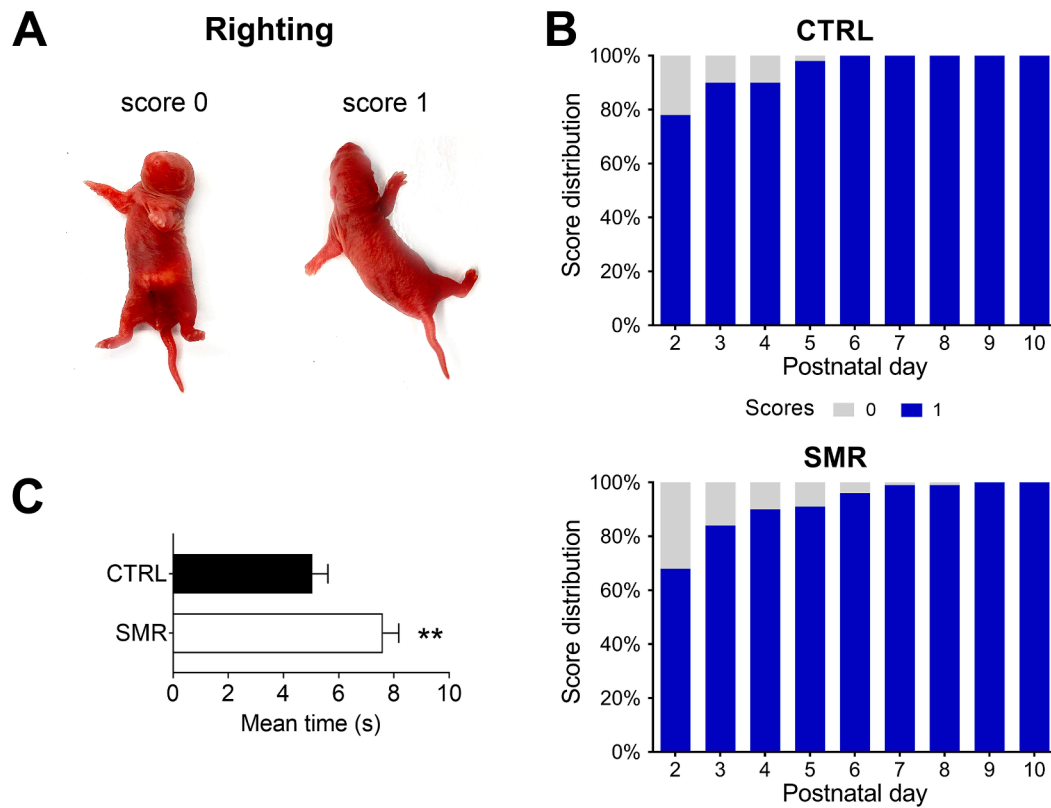 A
Righting
score 0
score 1
B
CTRL
Score distribution
100%
80%
60%
40%
20%
0%
2 3 4 5 6 7 8 9 10
Postnatal day
Scores 0 1
SMR
Score distribution
100%
80%
60%
40%
20%
0%
2 3 4 5 6 7 8 9 10
Postnatal day
C
CTRL
SMR
**
0 2 4 6 8 10
Mean time (s)